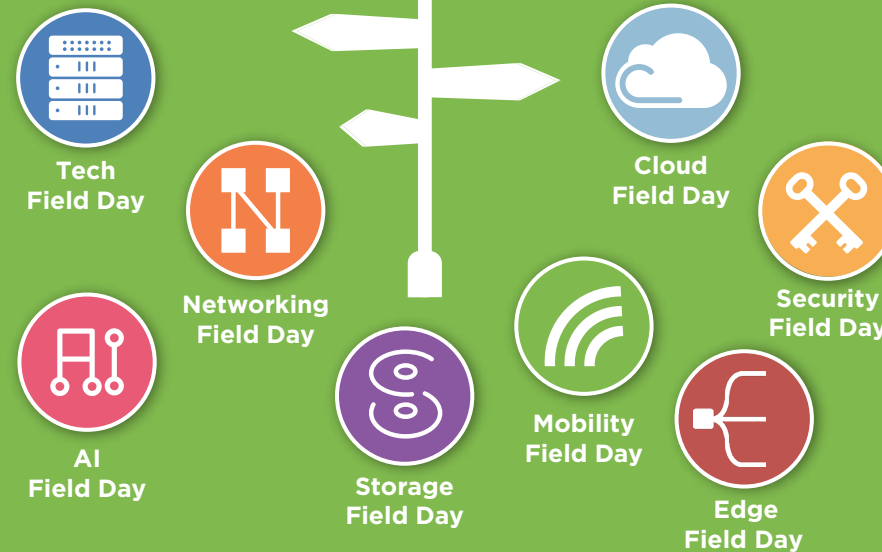 Tech
Field Day
Cloud
Field Day
Networking
Field Day
Security
Field Day
AI
Field Day
Storage
Field Day
Mobility
Field Day
Edge
Field Day